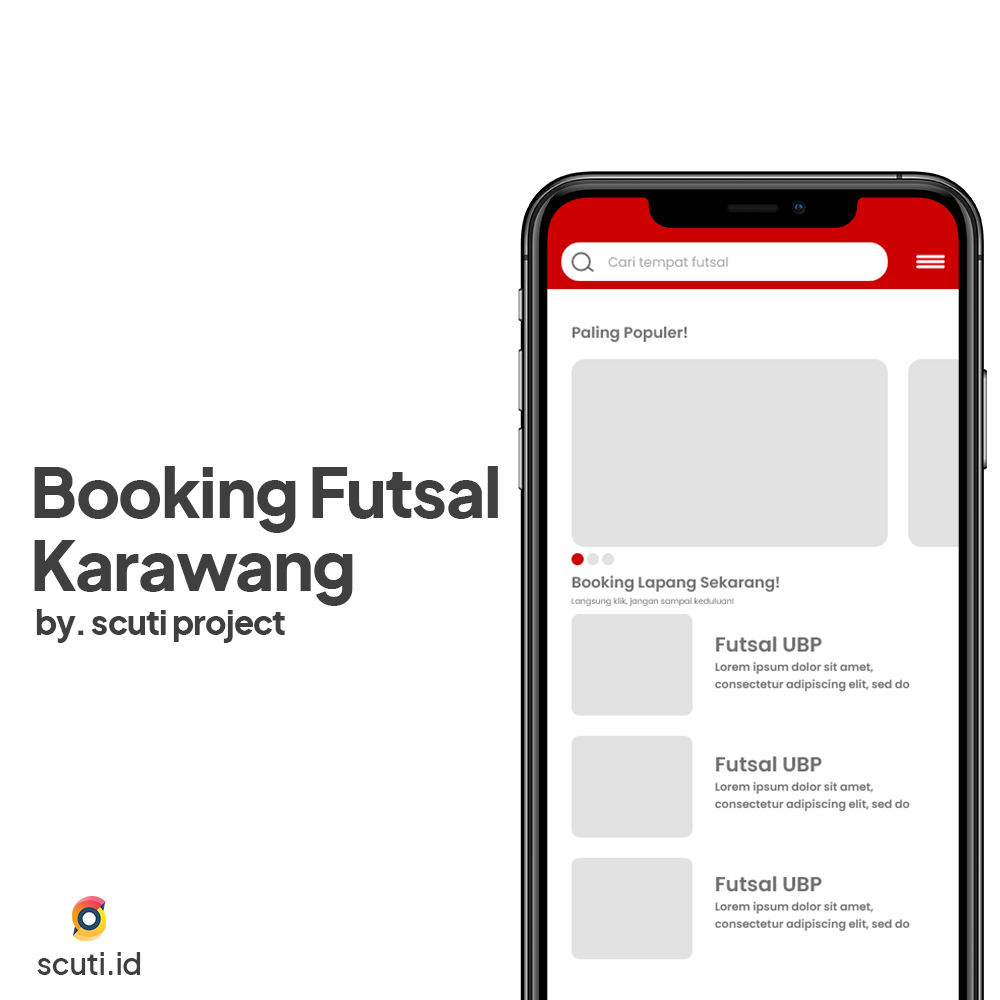 Booking Futsal
Karawang
by. scuti project
scuti.id
Cari tempat futsal
Paling Populer!
Booking Lapang Sekarang!
Langsung klik, jangan sampai keduluan!
Futsal UBP
Lorem ipsum dolor sit amet,
consectetur adipiscing elit, sed do
Futsal UBP
Lorem ipsum dolor sit amet,
consectetur adipiscing elit, sed do
Futsal UBP
Lorem ipsum dolor sit amet,
consectetur adipiscing elit, sed do